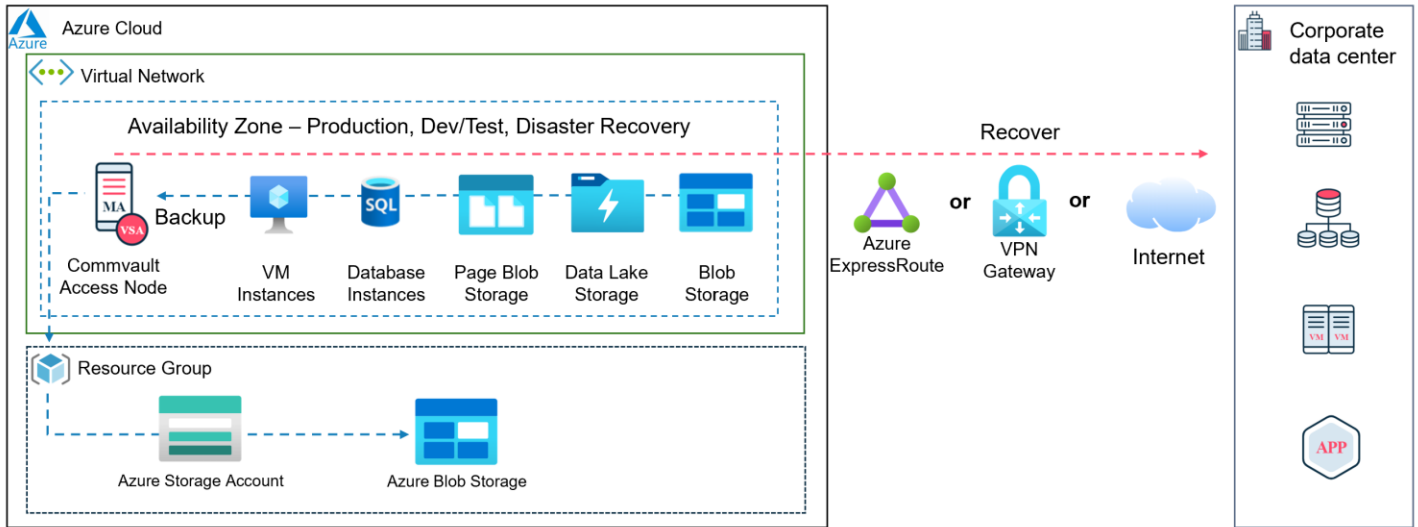 Azure
Azure Cloud
Virtual Network
Availability Zone – Production, Dev/Test, Disaster Recovery
MA
VSA
Backup
SQL
Commvault
Access Node
VM
Instances
Database
Instances
Page Blob
Storage
Data Lake
Storage
Blob
Storage
Resource Group
Azure Storage Account
Azure Blob Storage
Recover
Azure
ExpressRoute
or
VPN
Gateway
or
Internet
Corporate
data center
VM
VM
APP